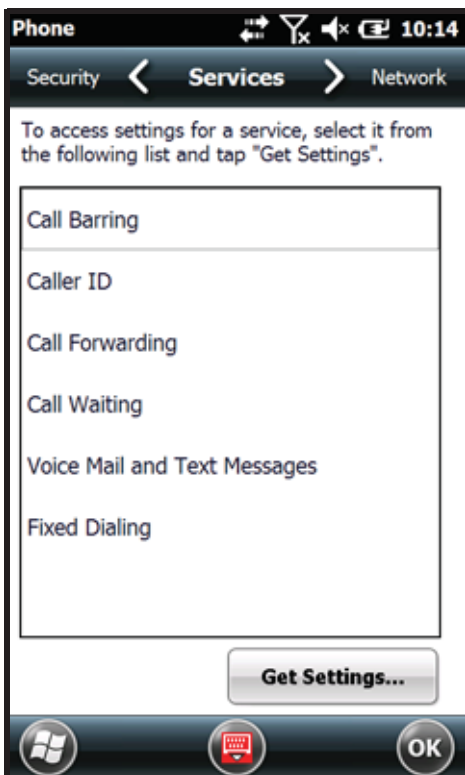 Phone 10:14
Security Services Network
To access settings for a service, select it from
the following list and tap "Get Settings".
Call Barring
Caller ID
Call Forwarding
Call Waiting
Voice Mail and Text Messages
Fixed Dialing
Get Settings...
OK